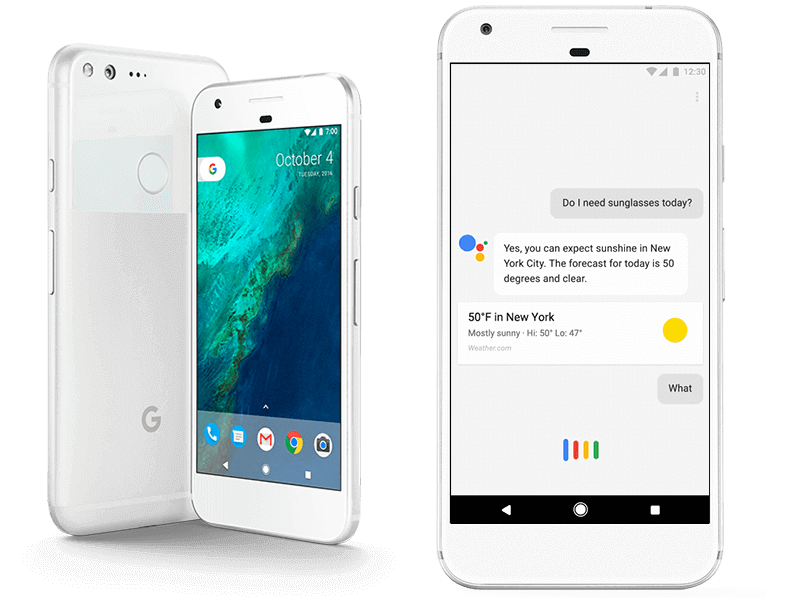 7:00
October 4
TUESDAY, 2016
G
G
12:30
Do I need sunglasses today?
Yes, you can expect sunshine in New
York City. The forecast for today is 50
degrees and clear.
50°F in New York
Mostly sunny · Hi: 50° Lo: 47°
Weather.com
What